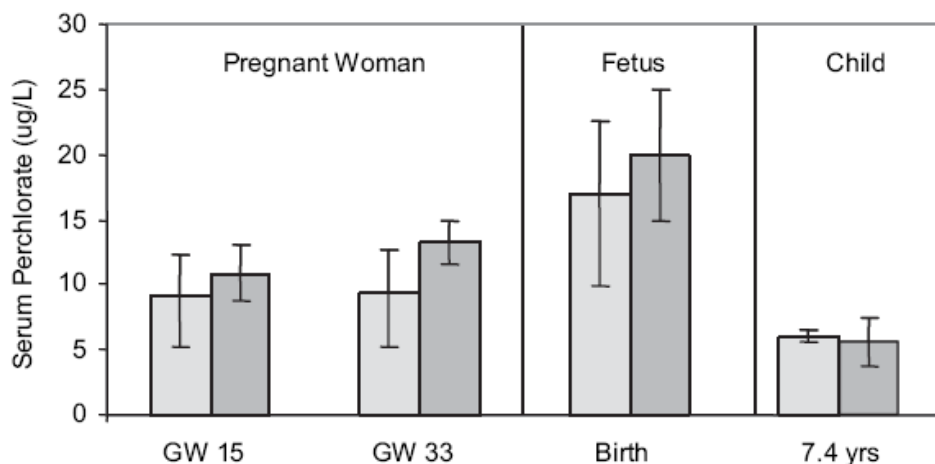 Serum Perchlorate (ug/L)
30
25
20
15
10
5
0
Pregnant Woman
Fetus
Child
GW 15
GW 33
Birth
7.4 yrs